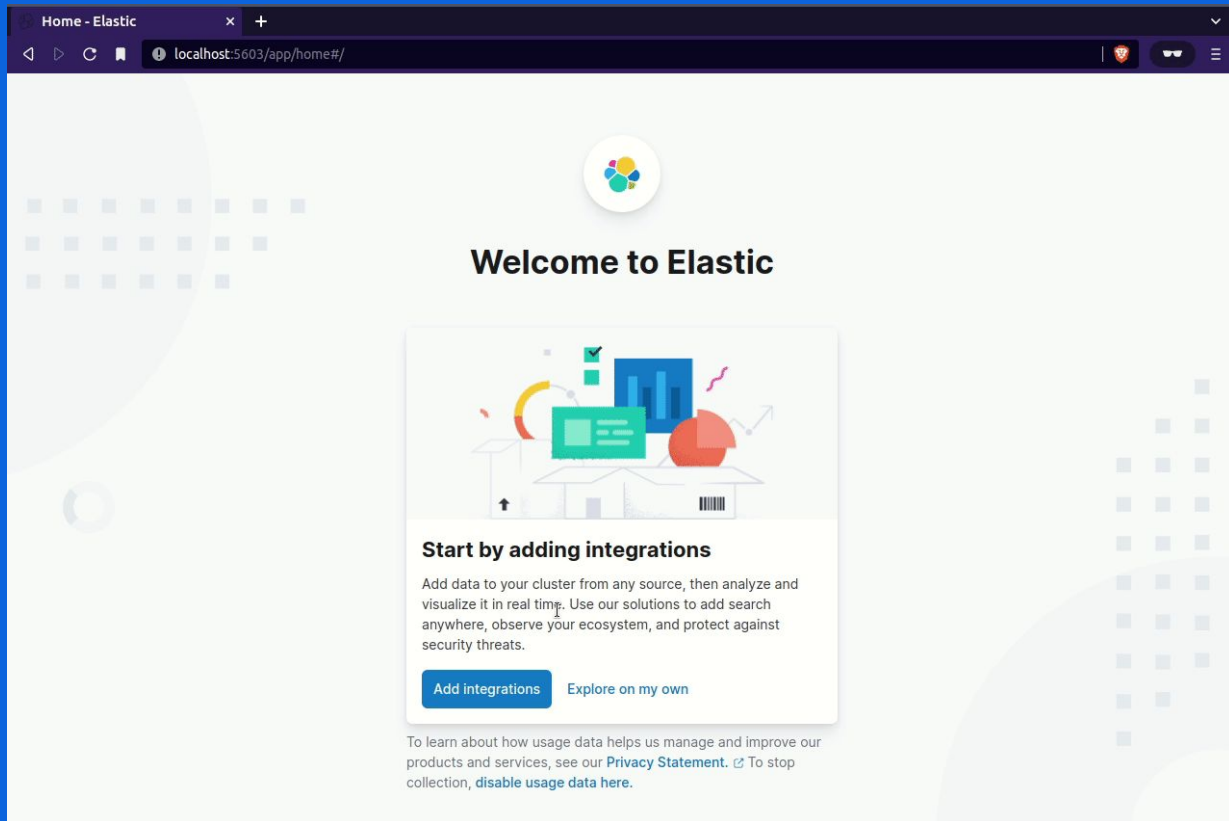 Home - Elastic
localhost:5603/app/home#/
Welcome to Elastic
Start by adding integrations
Add data to your cluster from any source, then analyze and
visualize it in real time. Use our solutions to add search
anywhere, observe your ecosystem, and protect against
security threats.
Add integrations Explore on my own
To learn about how usage data helps us manage and improve our
products and services, see our Privacy Statement. To stop
collection, disable usage data here.